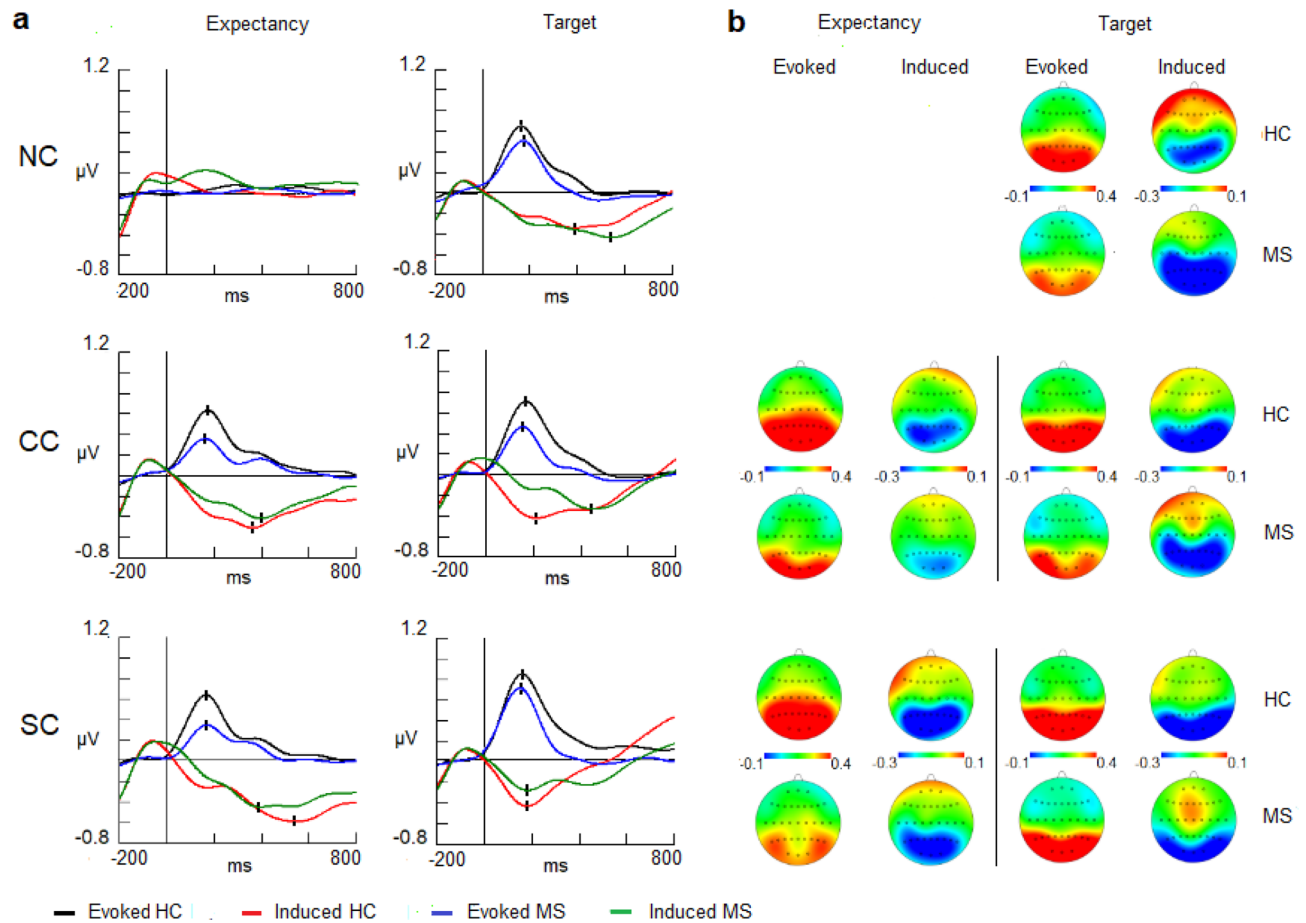 a
Expectancy
Target
b
Expectancy
Target
Evoked
Induced
Evoked
Induced
1.2
1.2
HC
NC
µV
µV
-0.1
0.4
-0.3
0.1
MS
-0.8
-0.8
-200
ms
800
-200
ms
800
1.2
1.2
HC
CC
µV
µV
-0.1
0.4
-0.3
0.1
-0.1
0.4
-0.3
0.1
MS
-0.8
-0.8
-200
ms
800
-200
ms
800
1.2
1.2
HC
SC
µV
µV
-0.1
0.4
-0.3
0.1
-0.1
0.4
-0.3
0.1
MS
-0.8
-0.8
-200
ms
800
-200
ms
800
Evoked HC
Induced HC
Evoked MS
Induced MS